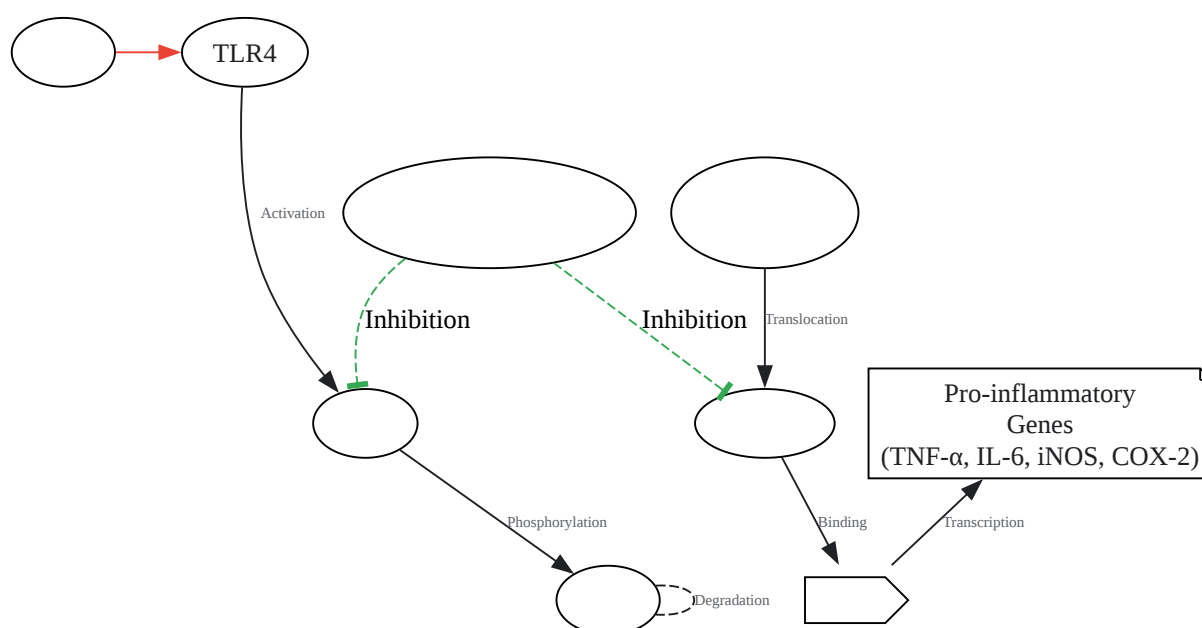 TLR4
Activation
Inhibition
Inhibition
Translocation
Pro-inflammatory
Genes
(TNF-α, IL-6, iNOS, COX-2)
Phosphorylation
Binding
Transcription
Degradation